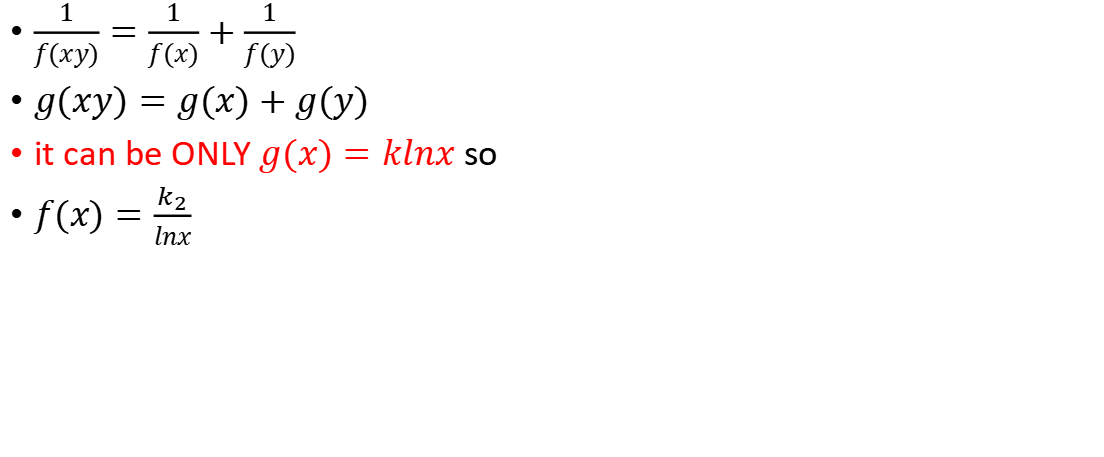 • 1/f(xy) = 1/f(x) + 1/f(y)
• g(xy) = g(x) + g(y)
• it can be ONLY g(x) = klnx so
• f(x) = k₂/lnx